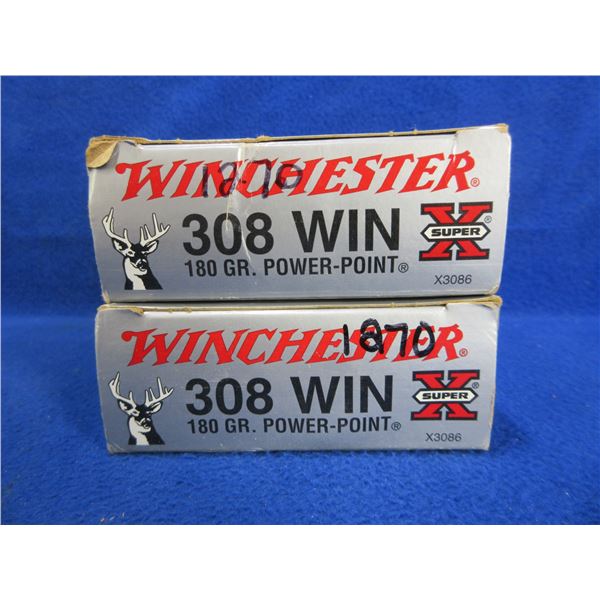 WINCHESTER®
1870
308 WIN
X® SUPER
180 GR. POWER-POINT®
X3086
WINCHESTER®
1870
308 WIN
X® SUPER
180 GR. POWER-POINT®
X3086